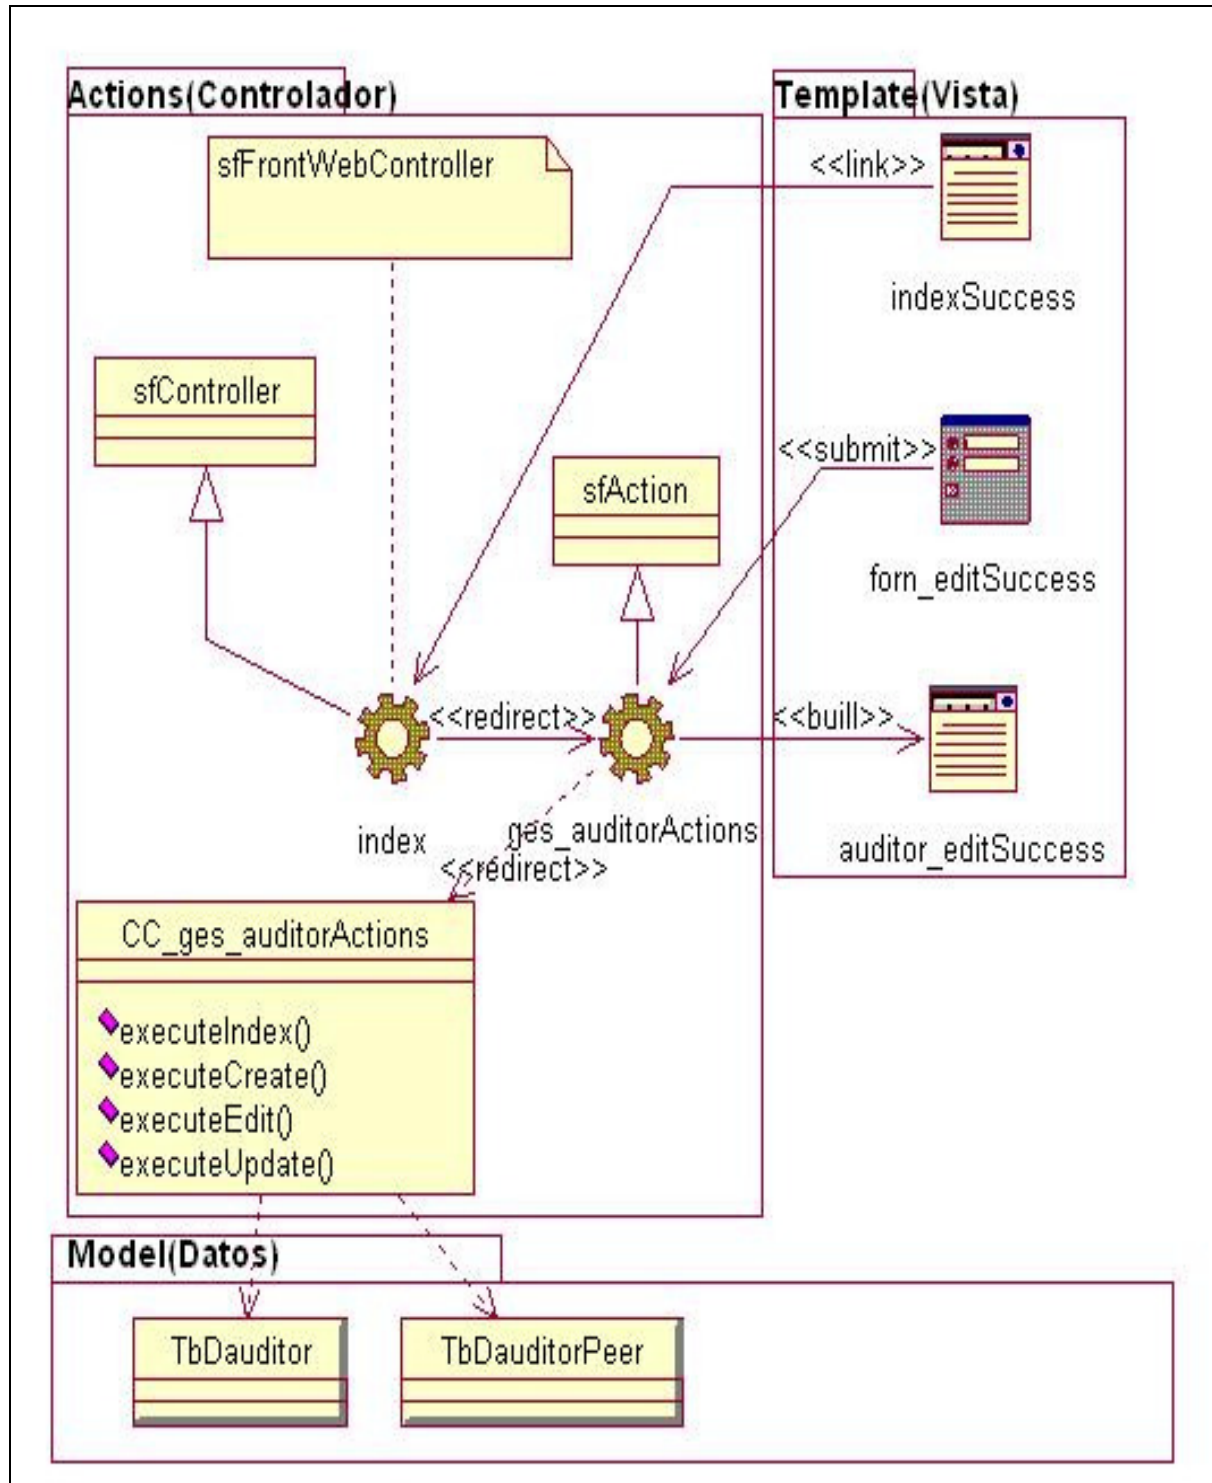 Actions(Controlador)
Template(Vista)
sfFrontWebController
<<link>>
indexSuccess
sfController
<<submit>>
sfAction
forn_editSuccess
<<redirect>>
<<buill>>
index
ges_auditorActions
auditor_editSuccess
<<redirect>>
CC_ges_auditorActions
executeIndex()
executeCreate()
executeEdit()
executeUpdate()
Model(Datos)
TbDauditor
TbDauditorPeer